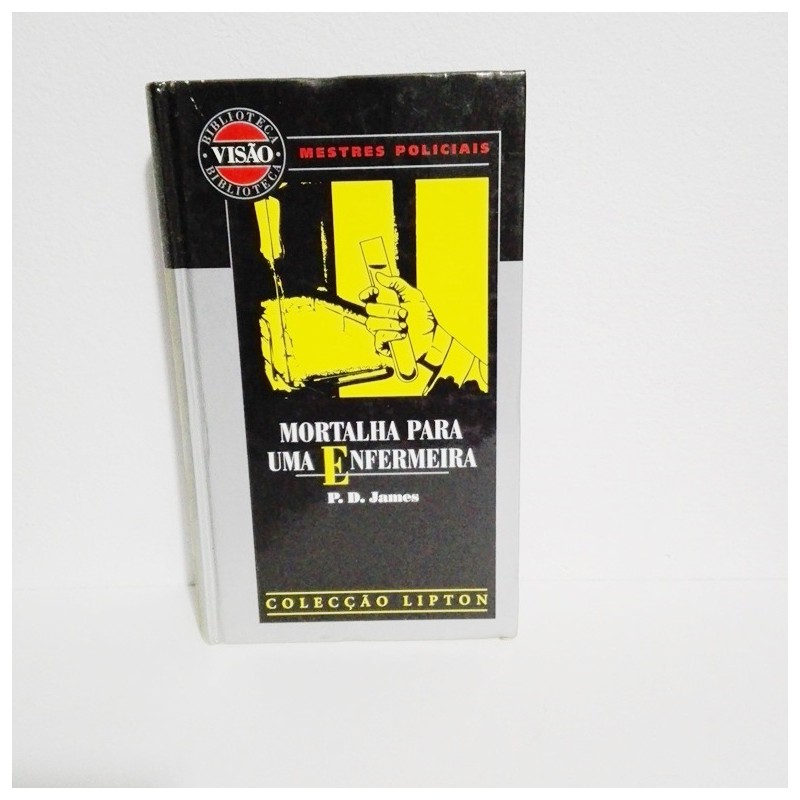 BIBLIOTECA
VISÃO
BIBLIOTECA
MESTRES POLICIAIS
MORTALHA PARA
UMA ENFERMEIRA
P. D. James
COLECÇÃO LIPTON